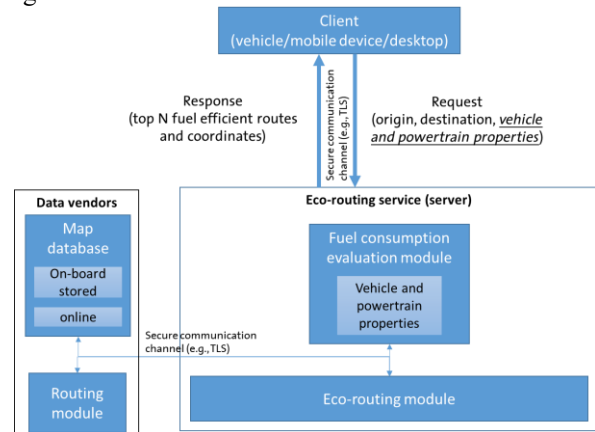 Client
(vehicle/mobile device/desktop)
Response
(top N fuel efficient routes
and coordinates)
Secure communication
channel (e.g., TLS)
Request
(origin, destination, vehicle
and powertrain properties)
Data vendors
Map
database
On-board
stored
online
Routing
module
Secure communication
channel (e.g., TLS)
Eco-routing service (server)
Fuel consumption
evaluation module
Vehicle and
powertrain
properties
Eco-routing module